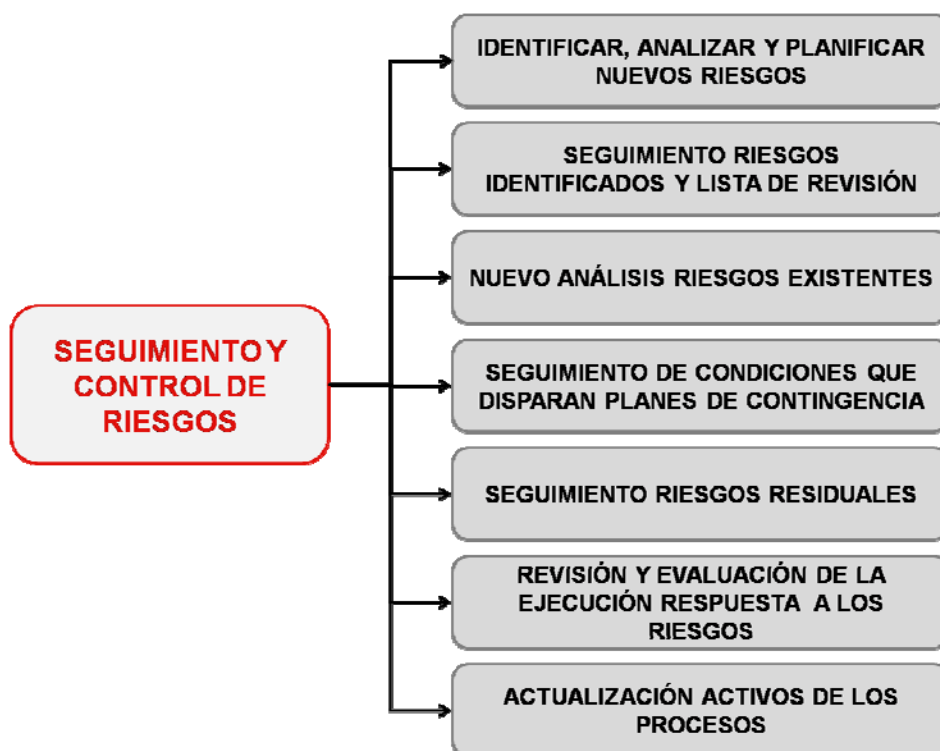 IDENTIFICAR, ANALIZAR Y PLANIFICAR
NUEVOS RIESGOS
SEGUIMIENTO RIESGOS
IDENTIFICADOS Y LISTA DE REVISIÓN
NUEVO ANÁLISIS RIESGOS EXISTENTES
SEGUIMIENTO Y
CONTROL DE
RIESGOS
SEGUIMIENTO DE CONDICIONES QUE
DISPARAN PLANES DE CONTINGENCIA
SEGUIMIENTO RIESGOS RESIDUALES
REVISIÓN Y EVALUACIÓN DE LA
EJECUCIÓN RESPUESTA A LOS
RIESGOS
ACTUALIZACIÓN ACTIVOS DE LOS
PROCESOS